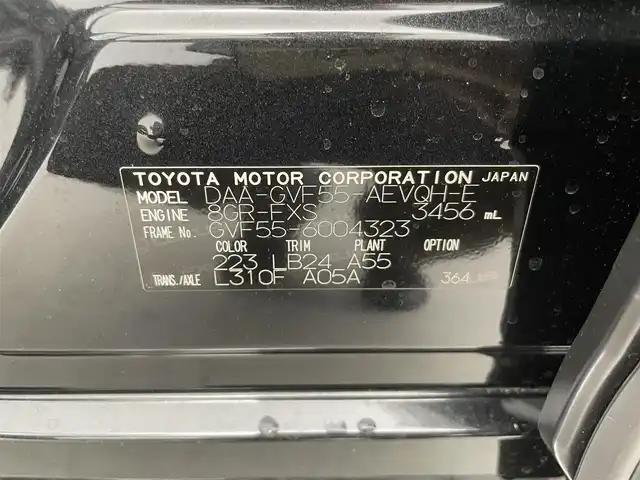 TOYOTA MOTOR CORPORATION JAPAN
MODEL DAA-GVF55-AEVQH-E
ENGINE 8GR-FXS 3456 mL
FRAME No. GVF55-6004323
COLOR TRIM PLANT OPTION
223 LB24 A55
TRANS./AXLE L310F A05A 364